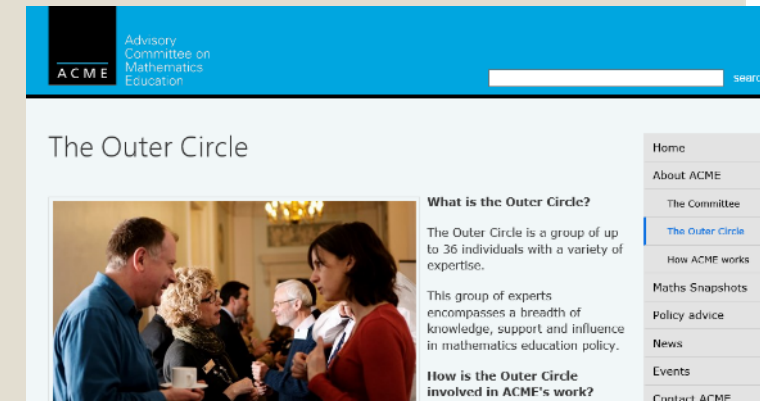 Advisory
Committee on
Mathematics
Education
ACME
The Outer Circle
What is the Outer Circle?
The Outer Circle is a group of up
to 36 individuals with a variety of
expertise.
This group of experts
encompasses a breadth of
knowledge, support and influence
in mathematics education policy.
How is the Outer Circle
involved in ACME's work?
Home
About ACME
The Committee
The Outer Circle
How ACME works
Maths Snapshots
Policy advice
News
Events
Contact ACME